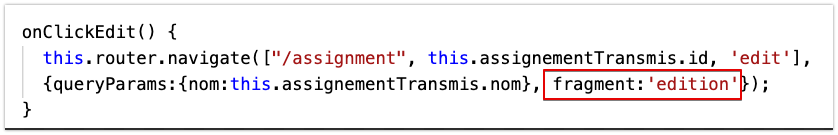 onClickEdit() {
this.router.navigate(["/assignment", this.assignementTransmis.id, 'edit'],
{queryParams:{nom:this.assignementTransmis.nom}, fragment:'edition'});
}